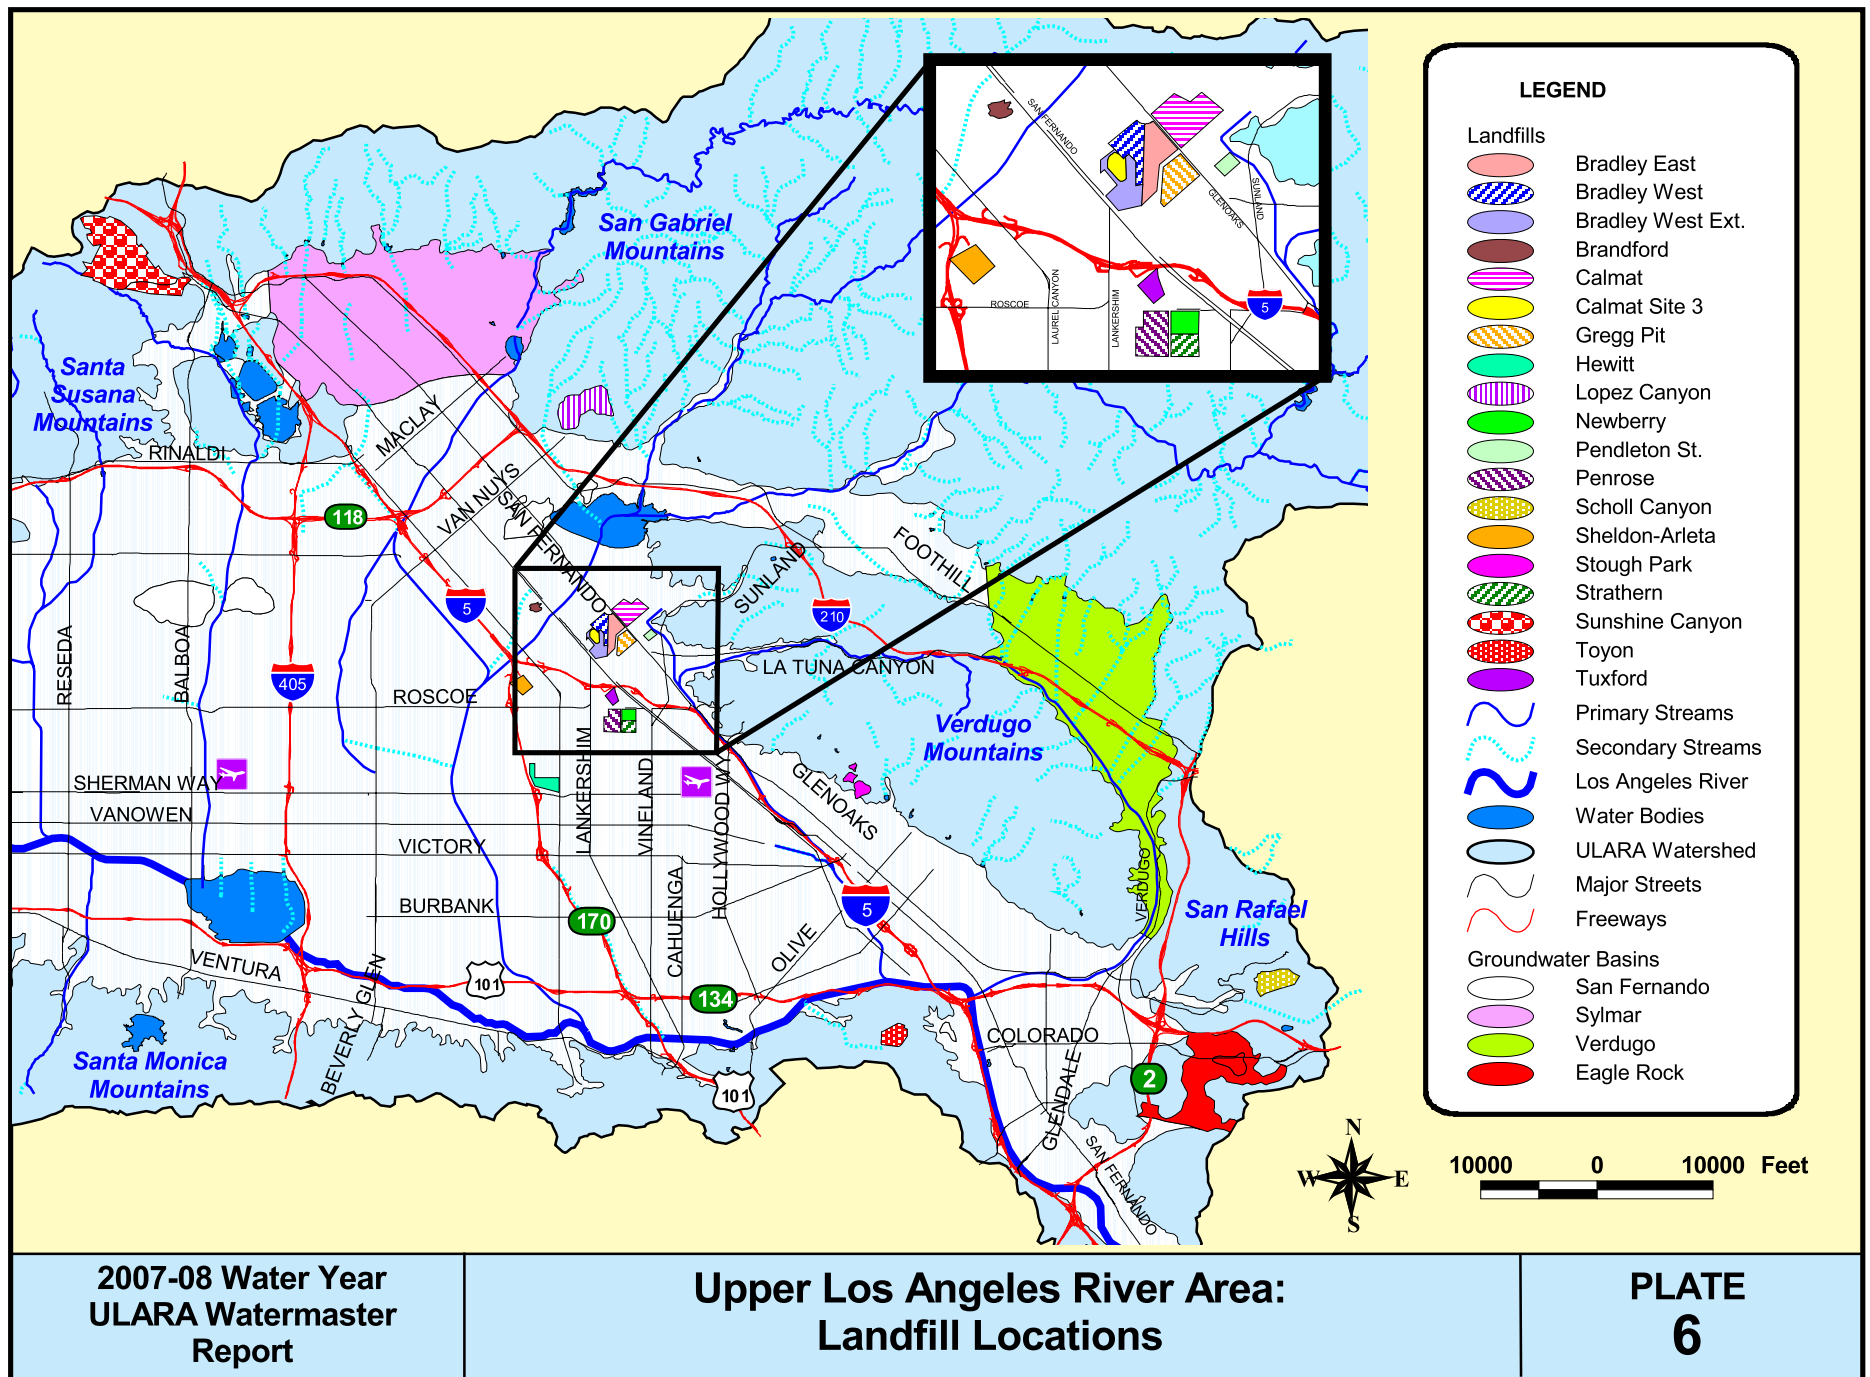 San Gabriel
Mountains
Santa
Susana
Mountains
RINALDI
MACLAY
VAN NUYS
SAN FERNANDO
118
5
405
210
FOOTHILL
SUNLAND
LA TUNA CANYON
RESEDA
BALBOA
ROSCOE
Verdugo
Mountains
SHERMAN WAY
VANOWEN
VICTORY
BURBANK
LANKERSHIM
VINELAND
HOLLYWOOD WY
CAHUENGA
GLENOAKS
OLIVE
VERDUGO
San Rafael
Hills
170
5
134
101
VENTURA
BEVERLY GLEN
Santa Monica
Mountains
101
COLORADO
GLENDALE
2
SAN FERNANDO
SAN FERNANDO
GLENOAKS
SUNLAND
ROSCOE
LAUREL CANYON
LANKERSHIM
5
LEGEND
Landfills
Bradley East
Bradley West
Bradley West Ext.
Brandford
Calmat
Calmat Site 3
Gregg Pit
Hewitt
Lopez Canyon
Newberry
Pendleton St.
Penrose
Scholl Canyon
Sheldon-Arleta
Stough Park
Strathern
Sunshine Canyon
Toyon
Tuxford
Primary Streams
Secondary Streams
Los Angeles River
Water Bodies
ULARA Watershed
Major Streets
Freeways
Groundwater Basins
San Fernando
Sylmar
Verdugo
Eagle Rock
N
W E
S
10000 0 10000 Feet
2007-08 Water Year
ULARA Watermaster
Report
Upper Los Angeles River Area:
Landfill Locations
PLATE
6